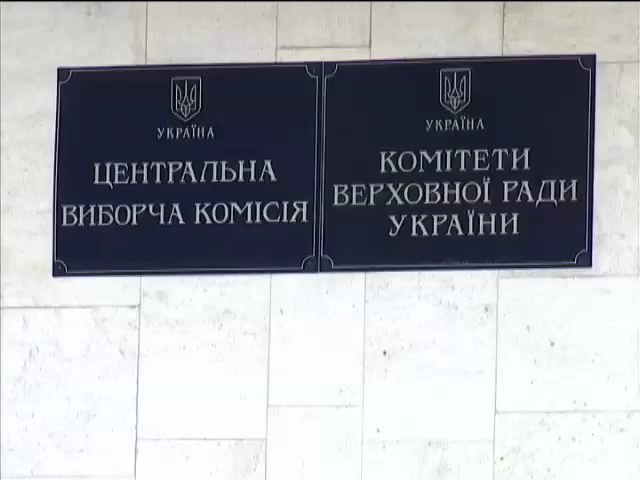 УКРАЇНА
ЦЕНТРАЛЬНА
ВИБОРЧА КОМІСІЯ
УКРАЇНА
КОМІТЕТИ
ВЕРХОВНОЇ РАДИ
УКРАЇНИ